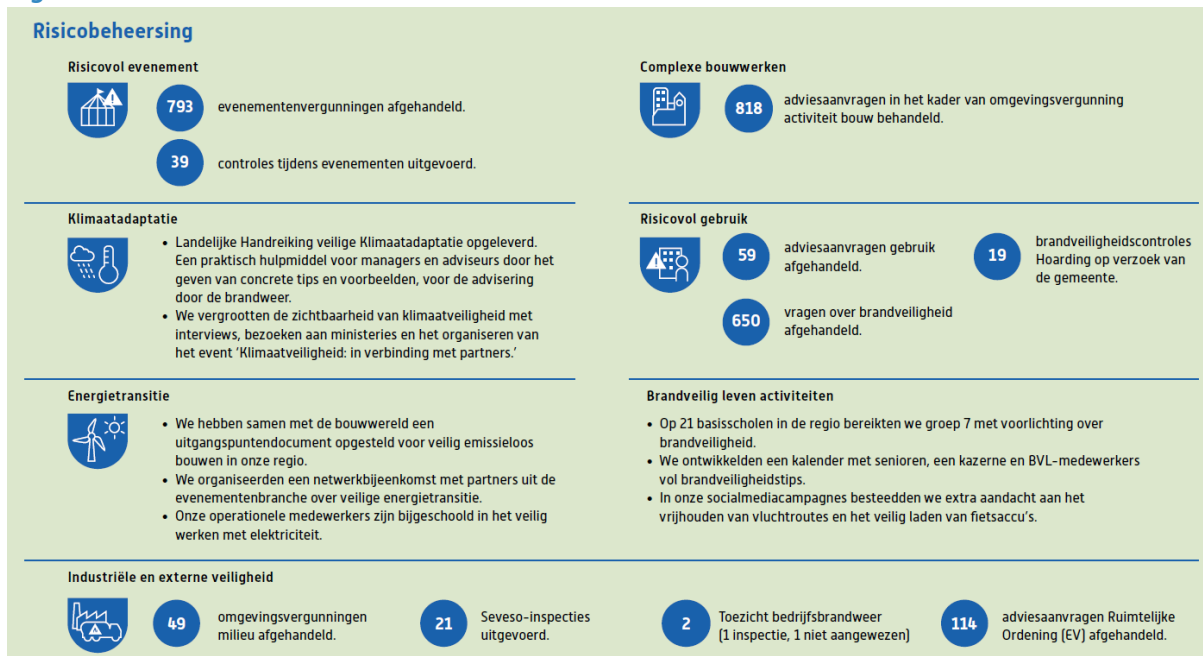 Risicobeheersing
Risicovol evenement
793
evenementenvergunningen afgehandeld.
39
controles tijdens evenementen uitgevoerd.
Complexe bouwwerken
818
adviesaanvragen in het kader van omgevingsvergunning
activiteit bouw behandeld.
Klimaatadaptatie
• Landelijke Handreiking veilige Klimaatadaptatie opgeleverd.
Een praktisch hulpmiddel voor managers en adviseurs door het
geven van concrete tips en voorbeelden, voor de advisering
door de brandweer.
• We vergrootten de zichtbaarheid van klimaatveiligheid met
interviews, bezoeken aan ministeries en het organiseren van
het event ‘Klimaatveiligheid: in verbinding met partners.’
Risicovol gebruik
59
adviesaanvragen gebruik
afgehandeld.
19
brandveiligheidscontroles
Hoarding op verzoek van
de gemeente.
650
vragen over brandveiligheid
afgehandeld.
Energietransitie
• We hebben samen met de bouwwereld een
uitgangspuntendocument opgesteld voor veilig emissieloos
bouwen in onze regio.
• We organiseerden een netwerkbijeenkomst met partners uit de
evenementenbranche over veilige energietransitie.
• Onze operationele medewerkers zijn bijgeschoold in het veilig
werken met elektriciteit.
Brandveilig leven activiteiten
• Op 21 basisscholen in de regio bereikten we groep 7 met voorlichting over
brandveiligheid.
• We ontwikkelden een kalender met senioren, een kazerne en BVL-medewerkers
vol brandveiligheidstips.
• In onze socialmediacampagnes besteedden we extra aandacht aan het
vrijhouden van vluchtroutes en het veilig laden van fietsaccu’s.
Industriële en externe veiligheid
49
omgevingsvergunningen
milieu afgehandeld.
21
Seveso-inspecties
uitgevoerd.
2
Toezicht bedrijfsbrandweer
(1 inspectie, 1 niet aangewezen)
114
adviesaanvragen Ruimtelijke
Ordening (EV) afgehandeld.